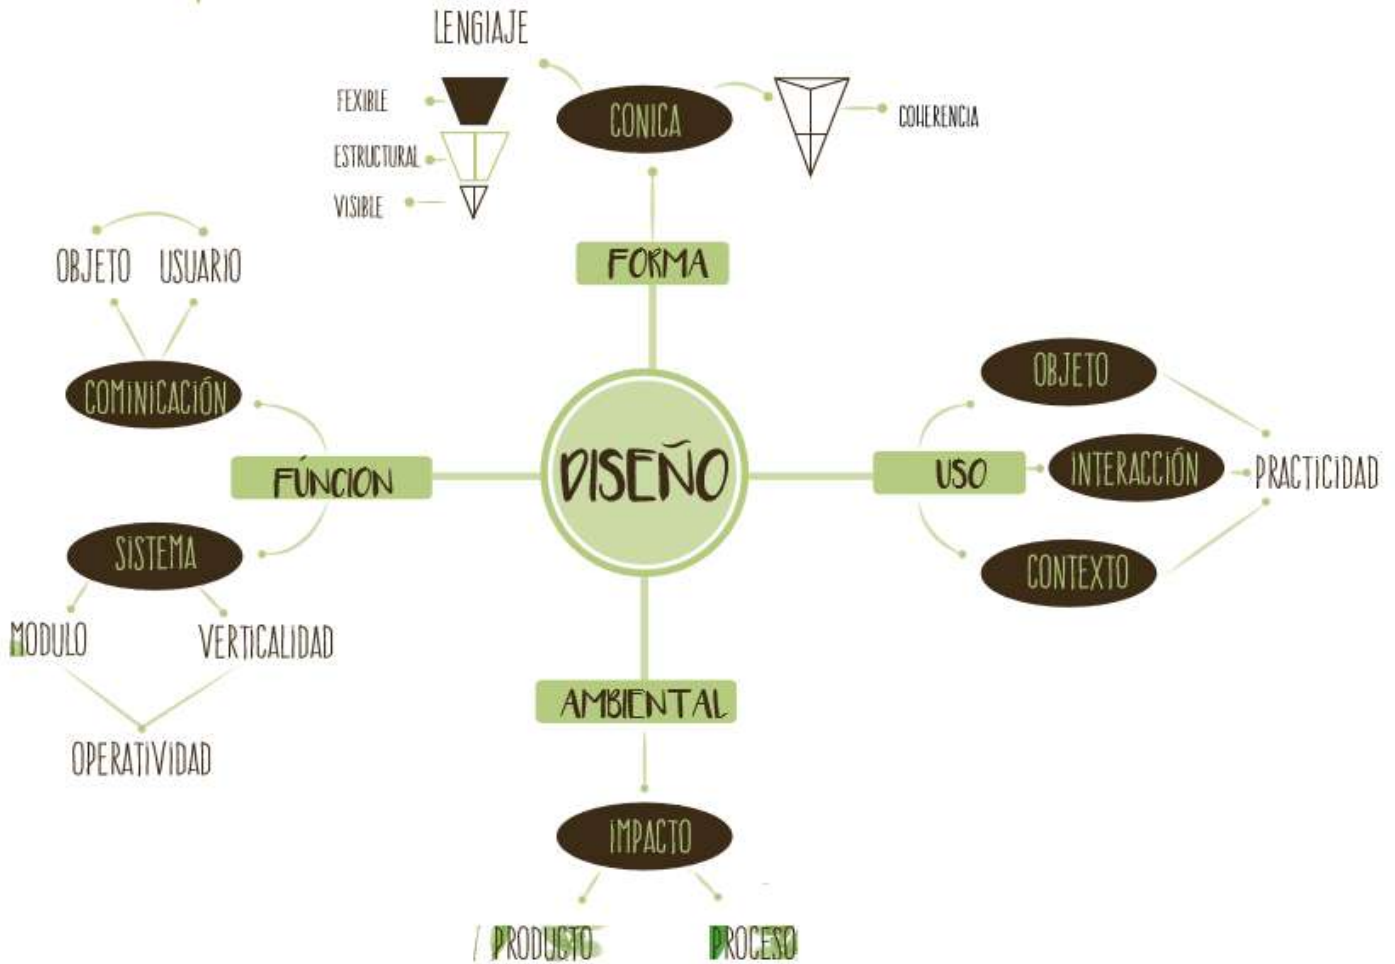 LENGIAJE
FEXIBLE
ESTRUCTURAL
VISIBLE
CONICA
COHERENCIA
FORMA
OBJETO USUARIO
COMINICACIÓN
FÚNCION
SISTEMA
MODULO
VERTICALIDAD
OPERATIVIDAD
DISEÑO
USO
OBJETO
INTERACCIÓN
CONTEXTO
PRACTICIDAD
AMBIENTAL
IMPACTO
PRODUCTO
PROCESO